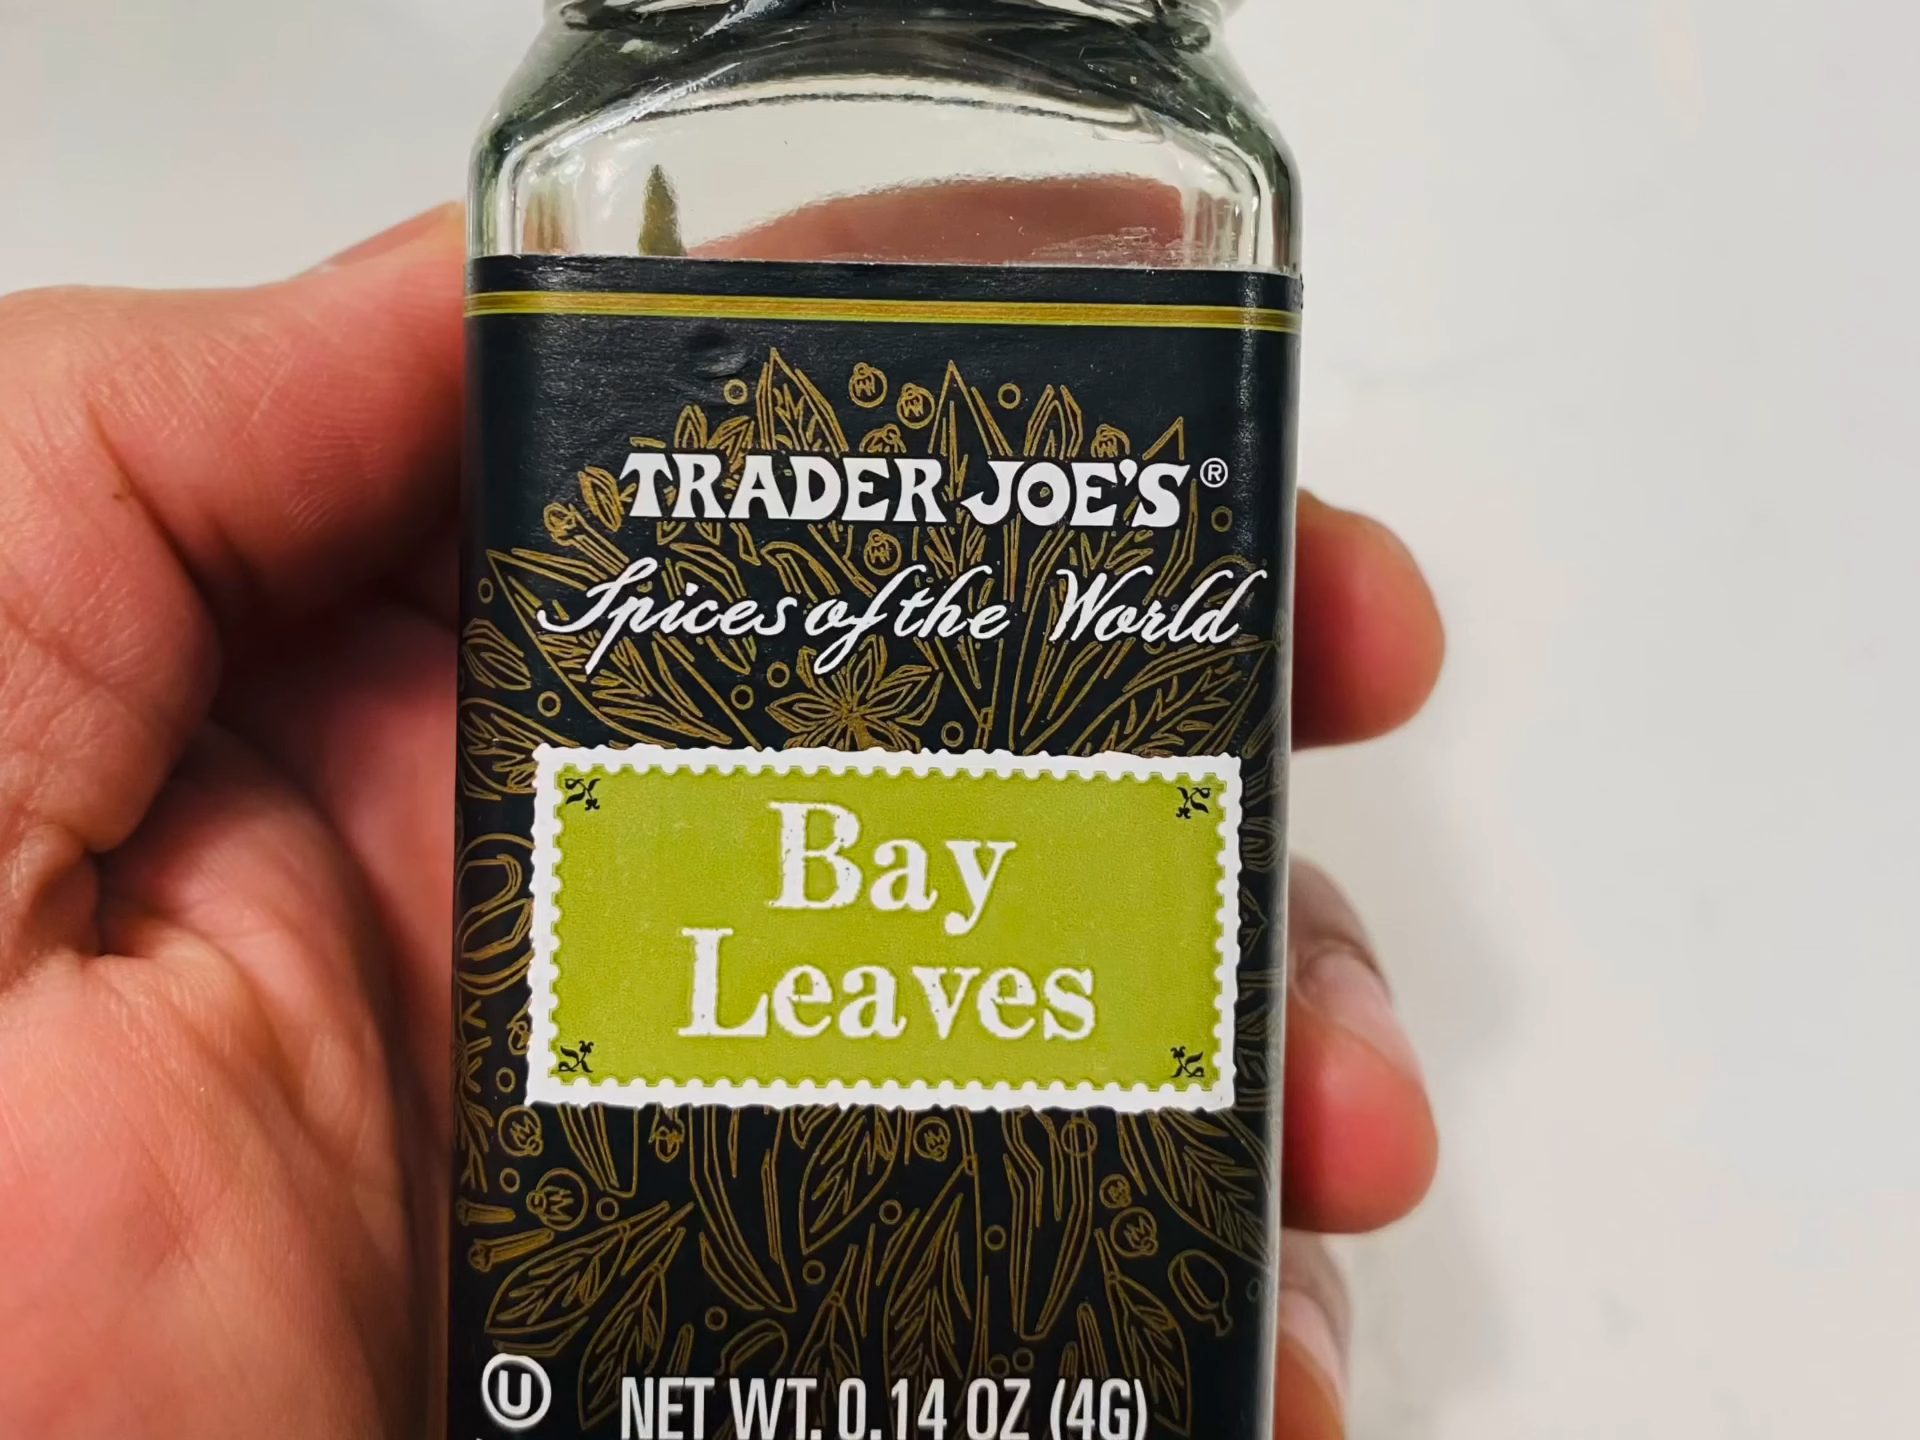 TRADER JOE'S®
Spices of the World
Bay
Leaves
U
NET WT. 0.14 OZ (4G)